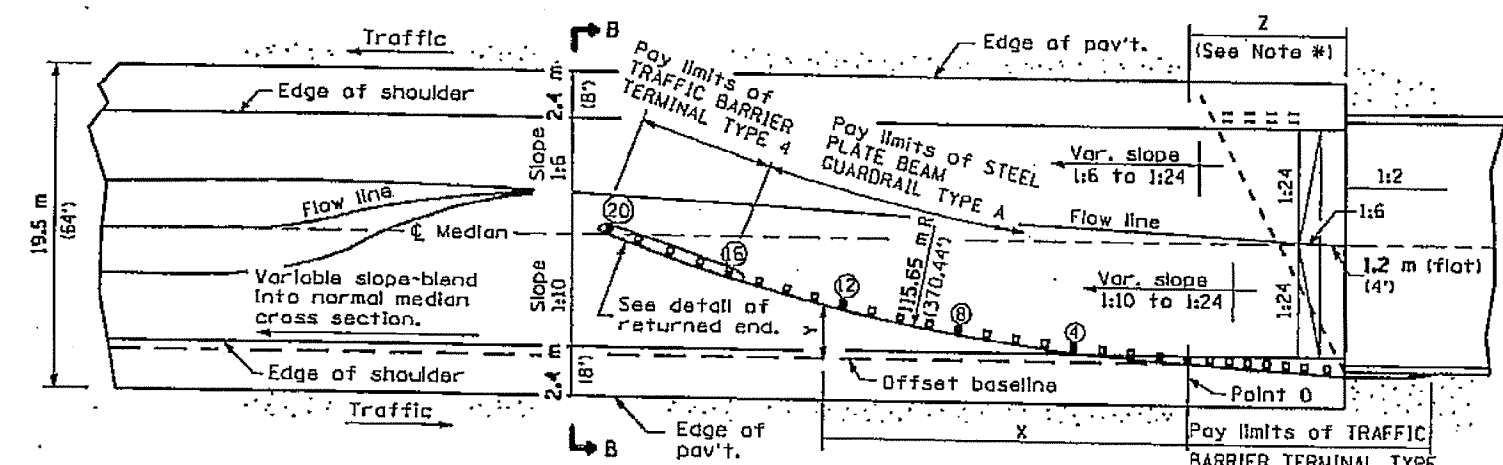 Traffic
B
Edge of pav't.
Z
(See Note *)
Edge of shoulder
2.4 m
(8')
Pay limits of
TRAFFIC BARRIER
TERMINAL TYPE 4
Pay limits of STEEL
PLATE BEAM
GUARDRAIL TYPE A
Var. slope
1:6 to 1:24
1:24
1:2
1:6
Slope
1:6
19.5 m
(64')
Flow line
℄ Median
20
16
Flow line
R=
115.65 m
(370.44')
1.2 m (flat)
(4')
Variable slope-blend
into normal median
cross section.
Slope
1:10
See detail of
returned end.
12
8
4
Y
Var. slope
1:10 to 1:24
1:24
Edge of shoulder
2.4 m
(8')
Offset baseline
Point 0
Traffic
B
Edge of
pav't.
X
Pay limits of TRAFFIC
BARRIER TERMINAL TYPE